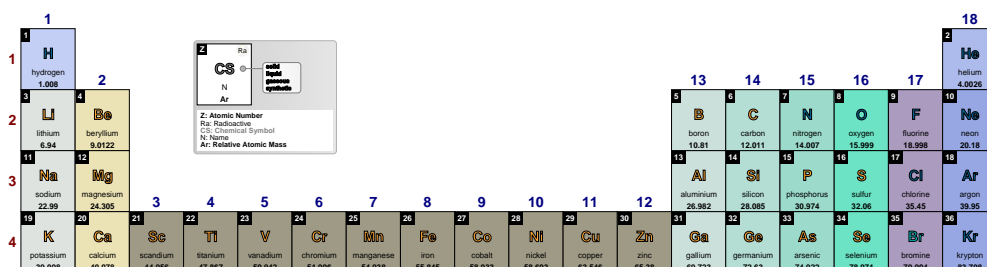 1 18
1 1 H hydrogen 1.008 2 He helium 4.0026
Z Ra CS N Ar solid liquid gaseous synthetic
Z: Atomic Number
Ra: Radioactive
CS: Chemical Symbol
N: Name
Ar: Relative Atomic Mass
2 13 14 15 16 17
2 3 Li lithium 6.94 4 Be beryllium 9.0122 5 B boron 10.81 6 C carbon 12.011 7 N nitrogen 14.007 8 O oxygen 15.999 9 F fluorine 18.998 10 Ne neon 20.18
3 11 Na sodium 22.99 12 Mg magnesium 24.305 13 Al aluminium 26.982 14 Si silicon 28.085 15 P phosphorus 30.974 16 S sulfur 32.06 17 Cl chlorine 35.45 18 Ar argon 39.95
3 4 5 6 7 8 9 10 11 12
4 19 K potassium 20 Ca calcium 21 Sc scandium 22 Ti titanium 23 V vanadium 24 Cr chromium 25 Mn manganese 26 Fe iron 27 Co cobalt 28 Ni nickel 29 Cu copper 30 Zn zinc 31 Ga gallium 32 Ge germanium 33 As arsenic 34 Se selenium 35 Br bromine 36 Kr krypton